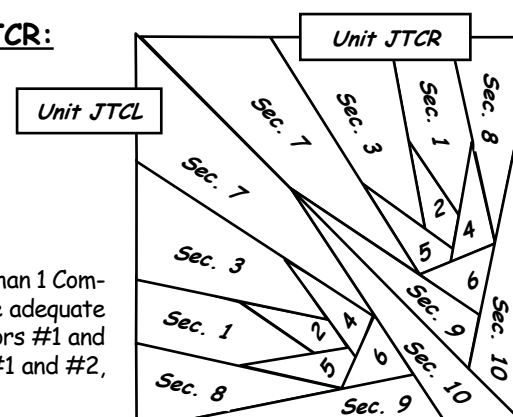 TCR:
Unit JTCR
Unit JTCL
Sec. 7
Sec. 3
Sec. 1
Sec. 8
2
4
5
6
Sec. 9
Sec. 10
Sec. 7
Sec. 3
Sec. 1
Sec. 8
2
4
5
6
Sec. 9
Sec. 10
han 1 Com-
e adequate
ors #1 and
#1 and #2,